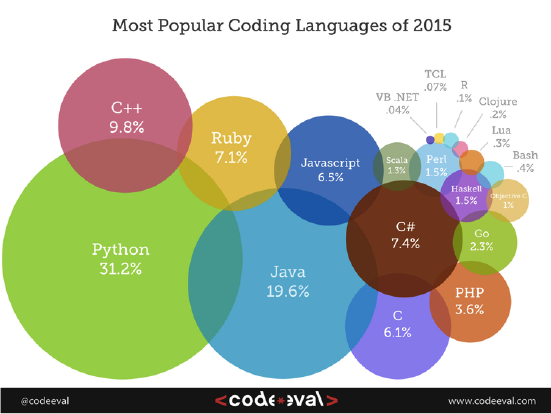 Most Popular Coding Languages of 2015
C++
9.8%
Ruby
7.1%
Javascript
6.5%
Python
31.2%
Java
19.6%
Scala
1.3%
Perl
1.5%
VB .NET
.04%
TCL
.07%
R
.1%
Clojure
.2%
Lua
.3%
Bash
.4%
Haskell
1.5%
Objective C
1%
C#
7.4%
Go
2.3%
C
6.1%
PHP
3.6%
@codeeval
<code*eval>
www.codeeval.com